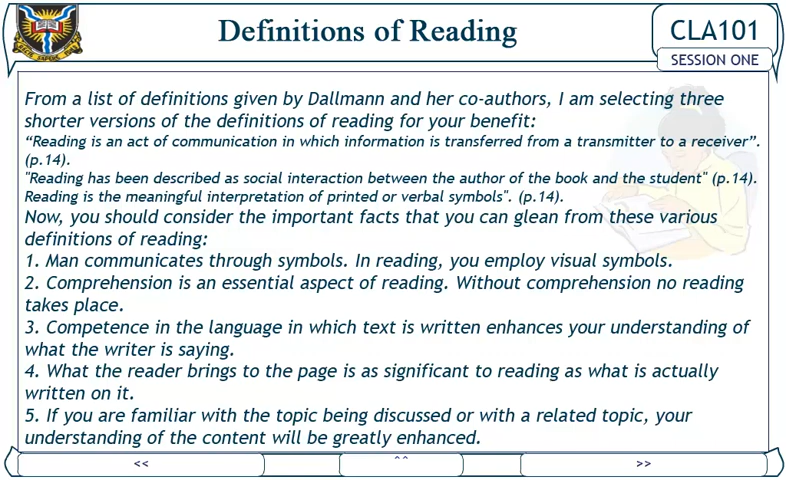 Definitions of Reading
CLA101
SESSION ONE
From a list of definitions given by Dallmann and her co-authors, I am selecting three
shorter versions of the definitions of reading for your benefit:
“Reading is an act of communication in which information is transferred from a transmitter to a receiver”.
(p.14).
"Reading has been described as social interaction between the author of the book and the student" (p.14).
Reading is the meaningful interpretation of printed or verbal symbols". (p.14).
Now, you should consider the important facts that you can glean from these various
definitions of reading:
1. Man communicates through symbols. In reading, you employ visual symbols.
2. Comprehension is an essential aspect of reading. Without comprehension no reading
takes place.
3. Competence in the language in which text is written enhances your understanding of
what the writer is saying.
4. What the reader brings to the page is as significant to reading as what is actually
written on it.
5. If you are familiar with the topic being discussed or with a related topic, your
understanding of the content will be greatly enhanced.
<< ^^ >>